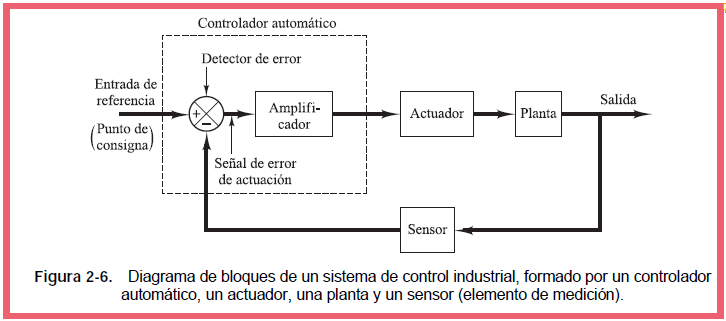 Controlador automático
Detector de error
Entrada de
referencia
(Punto de
consigna)
+
−
Amplifi-
cador
Actuador
Planta
Salida
Señal de error
de actuación
Sensor
Figura 2-6. Diagrama de bloques de un sistema de control industrial, formado por un controlador
automático, un actuador, una planta y un sensor (elemento de medición).